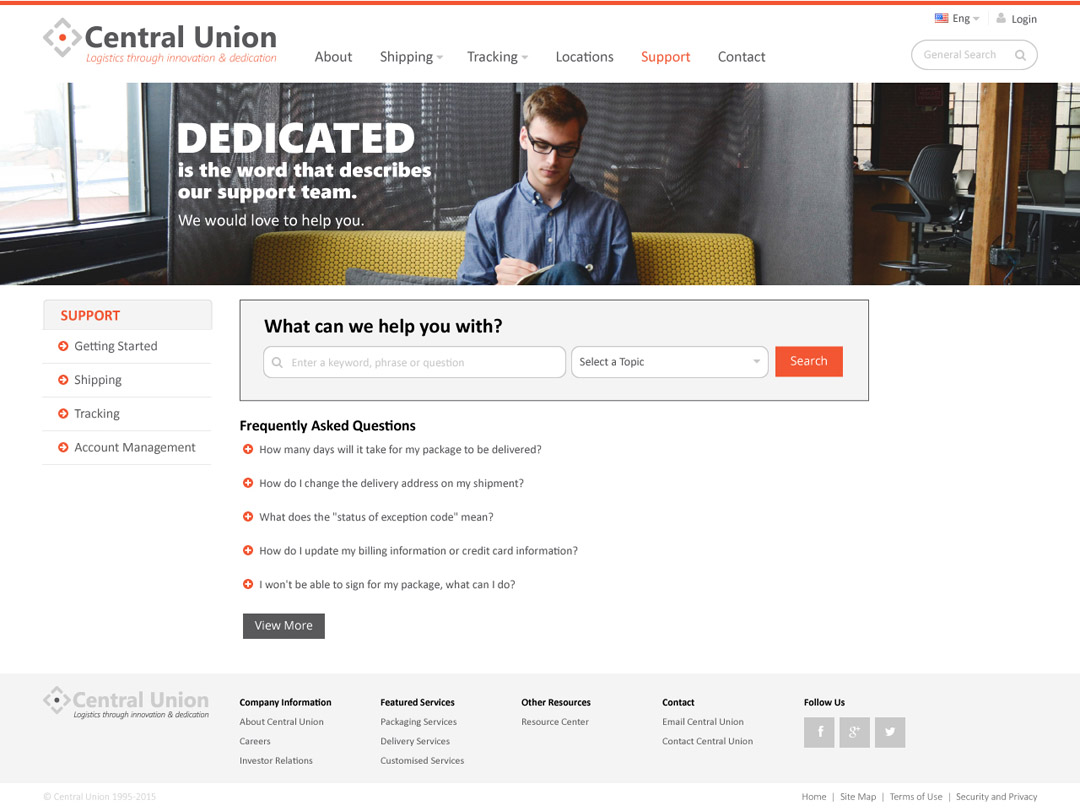 Eng
Login
Central Union
Logistics through innovation & dedication
About
Shipping
Tracking
Locations
Support
Contact
General Search
DEDICATED
is the word that describes
our support team.
We would love to help you.
SUPPORT
Getting Started
Shipping
Tracking
Account Management
What can we help you with?
Enter a keyword, phrase or question
Select a Topic
Search
Frequently Asked Questions
How many days will it take for my package to be delivered?
How do I change the delivery address on my shipment?
What does the "status of exception code" mean?
How do I update my billing information or credit card information?
I won't be able to sign for my package, what can I do?
View More
Central Union
Logistics through innovation & dedication
Company Information
About Central Union
Careers
Investor Relations
Featured Services
Packaging Services
Delivery Services
Customised Services
Other Resources
Resource Center
Contact
Email Central Union
Contact Central Union
Follow Us
f
g+
© Central Union 1995-2015
Home | Site Map | Terms of Use | Security and Privacy